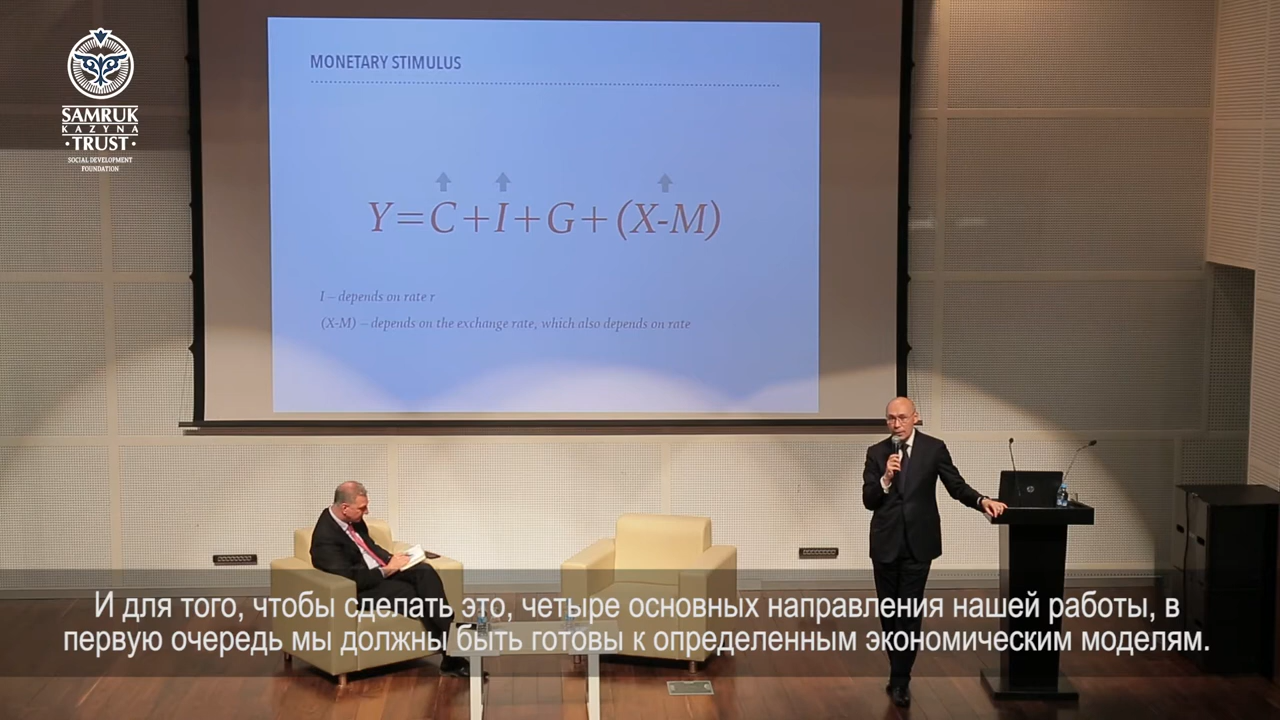 SAMRUK
KAZYNA
·TRUST·
SOCIAL DEVELOPMENT
FOUNDATION
MONETARY STIMULUS
Y=C+I+G+(X-M)
I – depends on rate r
(X-M) – depends on the exchange rate, which also depends on rate
И для того, чтобы сделать это, четыре основных направления нашей работы, в
первую очередь мы должны быть готовы к определенным экономическим моделям.